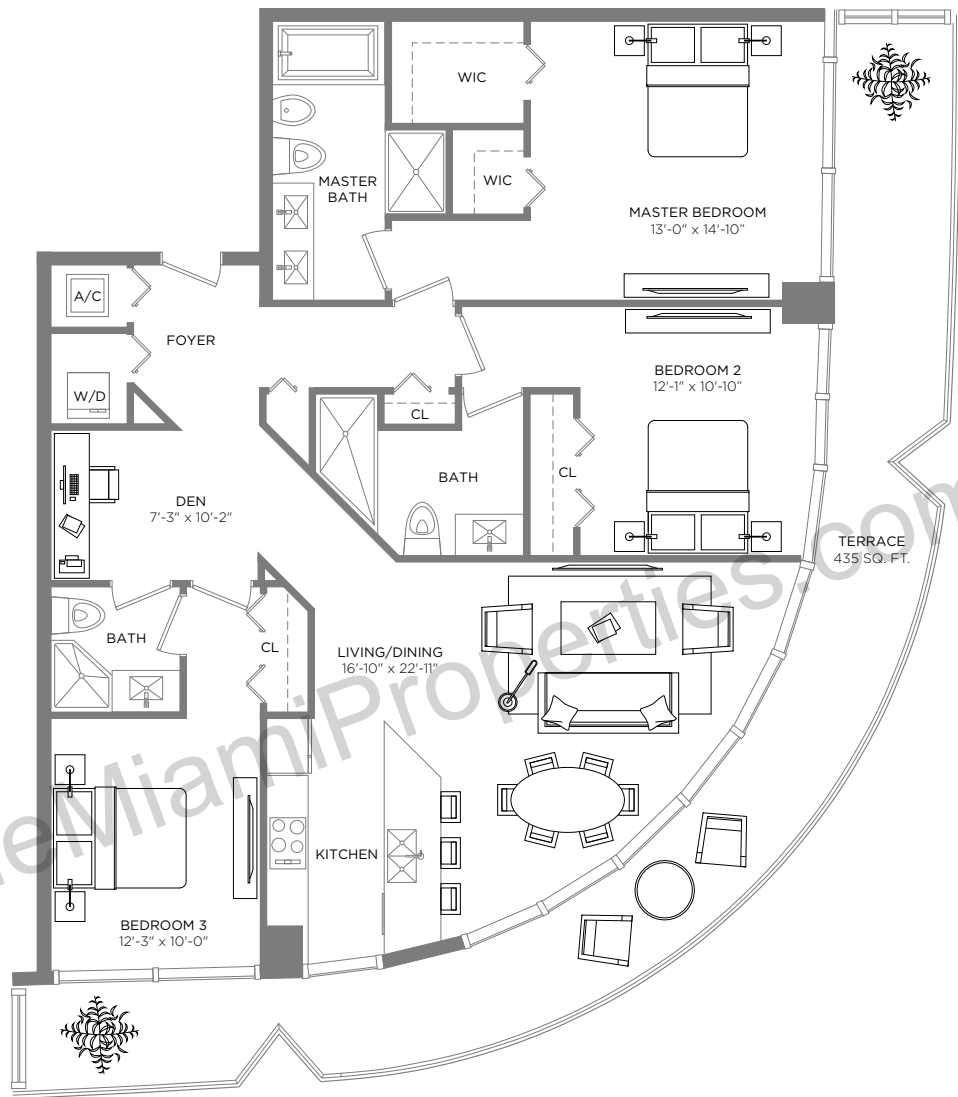 WIC
WIC
MASTER
BATH
MASTER BEDROOM
13'-0" x 14'-10"
A/C
FOYER
W/D
BEDROOM 2
12'-1" x 10'-10"
CL
BATH
CL
DEN
7'-3" x 10'-2"
TERRACE
435 SQ. FT.
BATH
CL
LIVING/DINING
16'-10" x 22'-11"
KITCHEN
BEDROOM 3
12'-3" x 10'-0"
eMiamiProperties.com